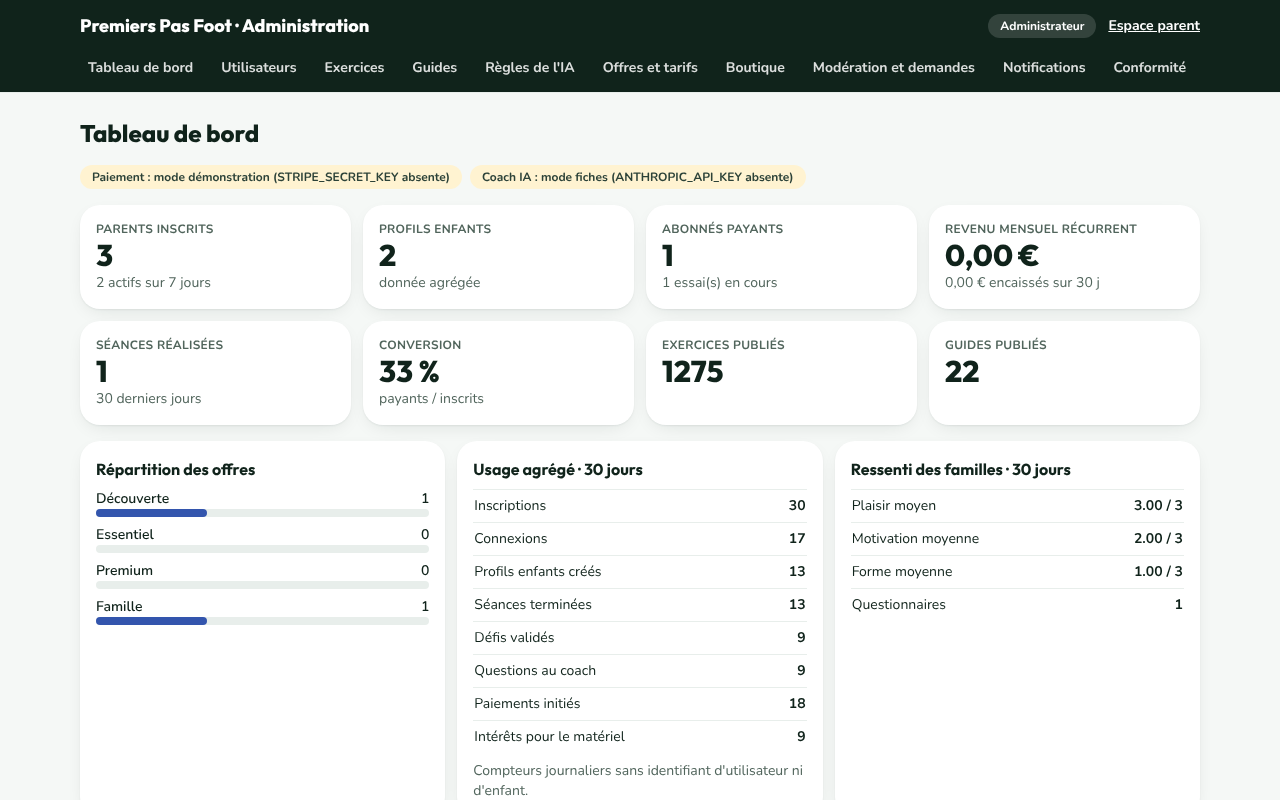 Premiers Pas Foot · Administration
Administrateur
Espace parent
Tableau de bord
Utilisateurs
Exercices
Guides
Règles de l'IA
Offres et tarifs
Boutique
Modération et demandes
Notifications
Conformité
Tableau de bord
Paiement : mode démonstration (STRIPE_SECRET_KEY absente)
Coach IA : mode fiches (ANTHROPIC_API_KEY absente)
PARENTS INSCRITS
3
2 actifs sur 7 jours
PROFILS ENFANTS
2
donnée agrégée
ABONNÉS PAYANTS
1
1 essai(s) en cours
REVENU MENSUEL RÉCURRENT
0,00 €
0,00 € encaissés sur 30 j
SÉANCES RÉALISÉES
1
30 derniers jours
CONVERSION
33 %
payants / inscrits
EXERCICES PUBLIÉS
1275
GUIDES PUBLIÉS
22
Répartition des offres
Découverte 1
Essentiel 0
Premium 0
Famille 1
Usage agrégé · 30 jours
Inscriptions 30
Connexions 17
Profils enfants créés 13
Séances terminées 13
Défis validés 9
Questions au coach 9
Paiements initiés 18
Intérêts pour le matériel 9
Compteurs journaliers sans identifiant d'utilisateur ni
d'enfant.
Ressenti des familles · 30 jours
Plaisir moyen 3.00 / 3
Motivation moyenne 2.00 / 3
Forme moyenne 1.00 / 3
Questionnaires 1